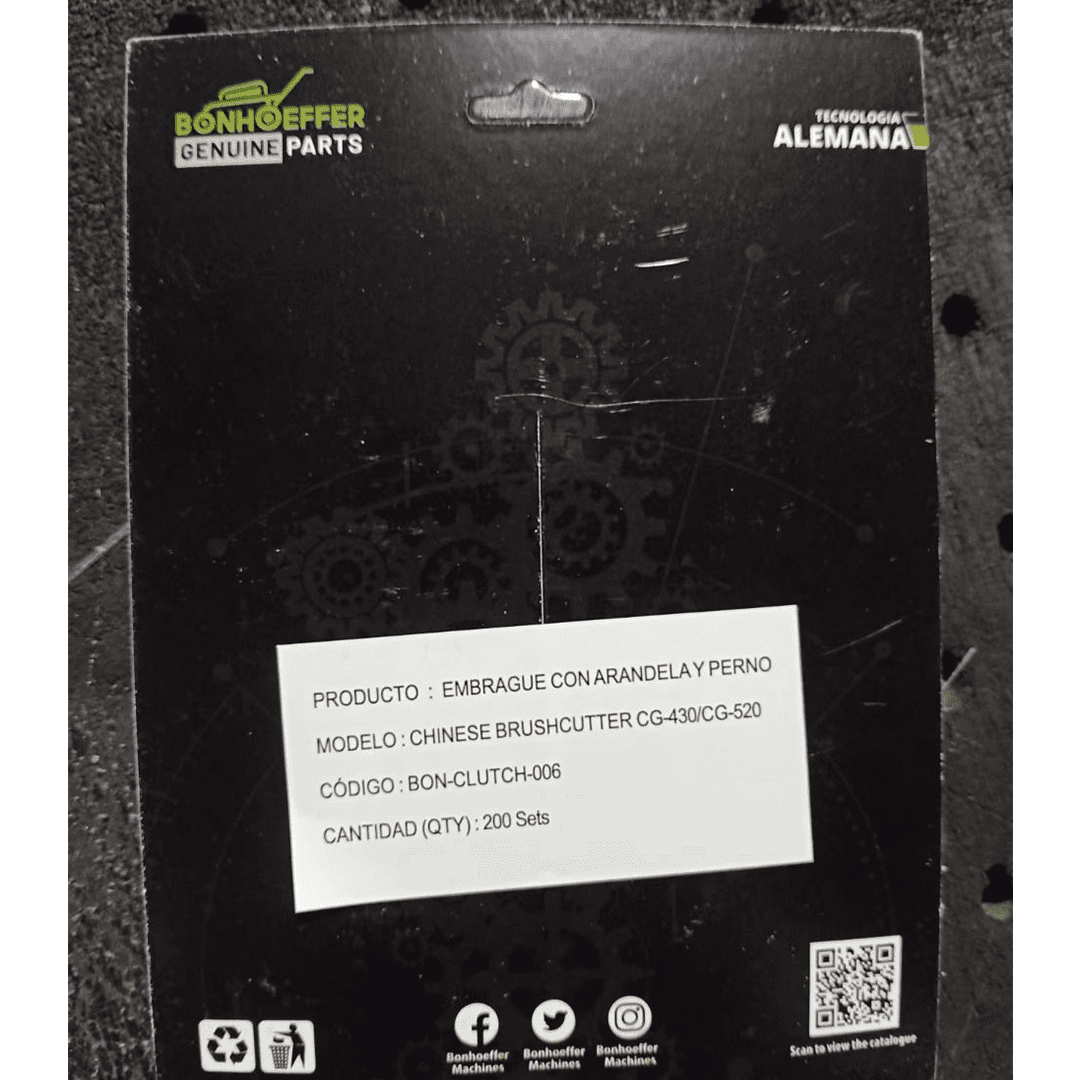 BONHOEFFER
GENUINE PARTS
TECNOLOGIA
ALEMANA
PRODUCTO : EMBRAGUE CON ARANDELA Y PERNO
MODELO : CHINESE BRUSHCUTTER CG-430/CG-520
CÓDIGO : BON-CLUTCH-006
CANTIDAD (QTY) : 200 Sets
Bonhoeffer
Machines
Bonhoeffer
Machines
Bonhoeffer
Machines
Scan to view the catalogue